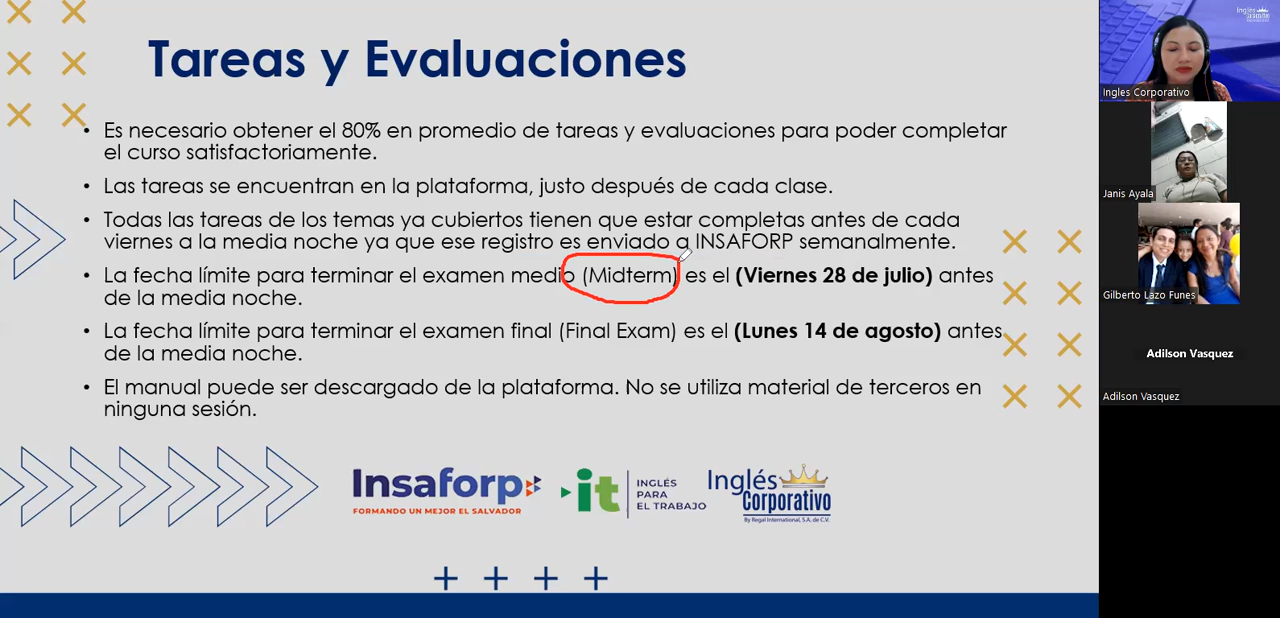 Tareas y Evaluaciones
• Es necesario obtener el 80% en promedio de tareas y evaluaciones para poder completar
el curso satisfactoriamente.
• Las tareas se encuentran en la plataforma, justo después de cada clase.
• Todas las tareas de los temas ya cubiertos tienen que estar completas antes de cada
viernes a la media noche ya que ese registro es enviado a INSAFORP semanalmente.
• La fecha límite para terminar el examen medio (Midterm) es el (Viernes 28 de julio) antes
de la media noche.
• La fecha límite para terminar el examen final (Final Exam) es el (Lunes 14 de agosto) antes
de la media noche.
• El manual puede ser descargado de la plataforma. No se utiliza material de terceros en
ninguna sesión.
Insaforp
FORMANDO UN MEJOR EL SALVADOR
it
INGLÉS
PARA
EL TRABAJO
Inglés
Corporativo
By Regal International, S.A. de C.V.
Inglés
Corporativo
Ingles Corporativo
Janis Ayala
Gilberto Lazo Funes
Adilson Vasquez
Adilson Vasquez